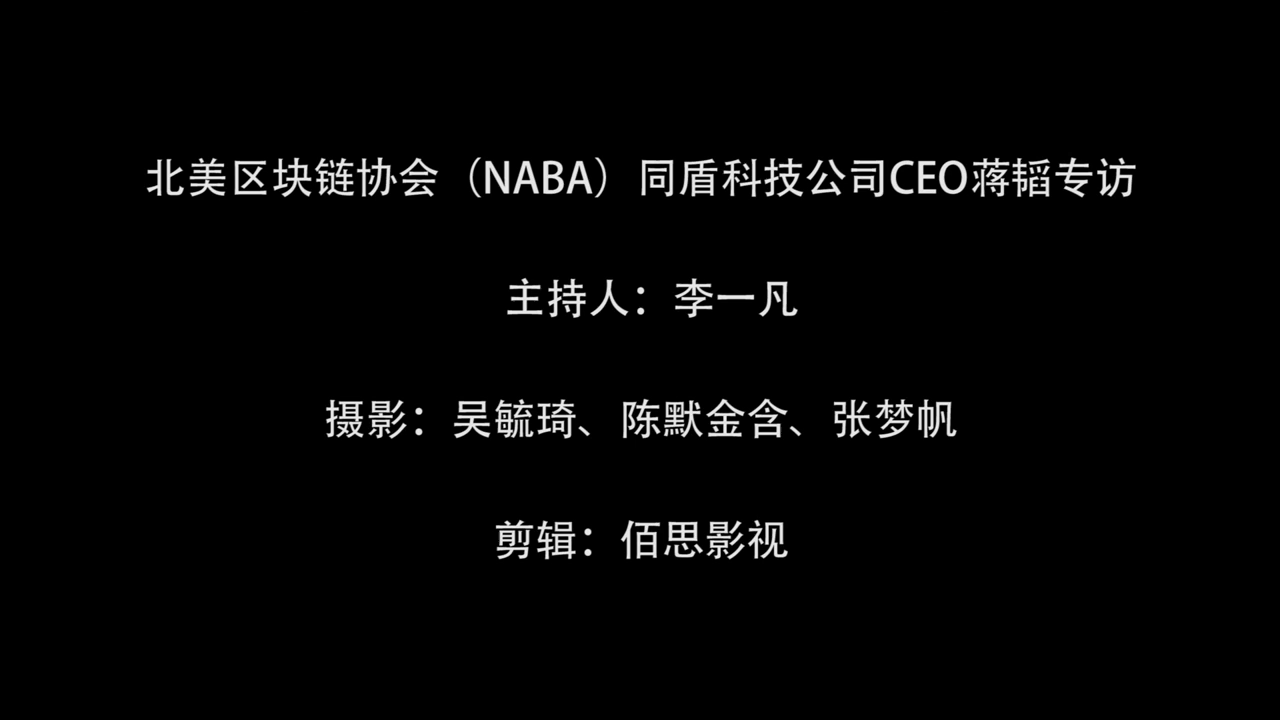 北美区块链协会（NABA）同盾科技公司CEO蒋韬专访
主持人：李一凡
摄影：吴毓琦、陈默金含、张梦帆
剪辑：佰思影视